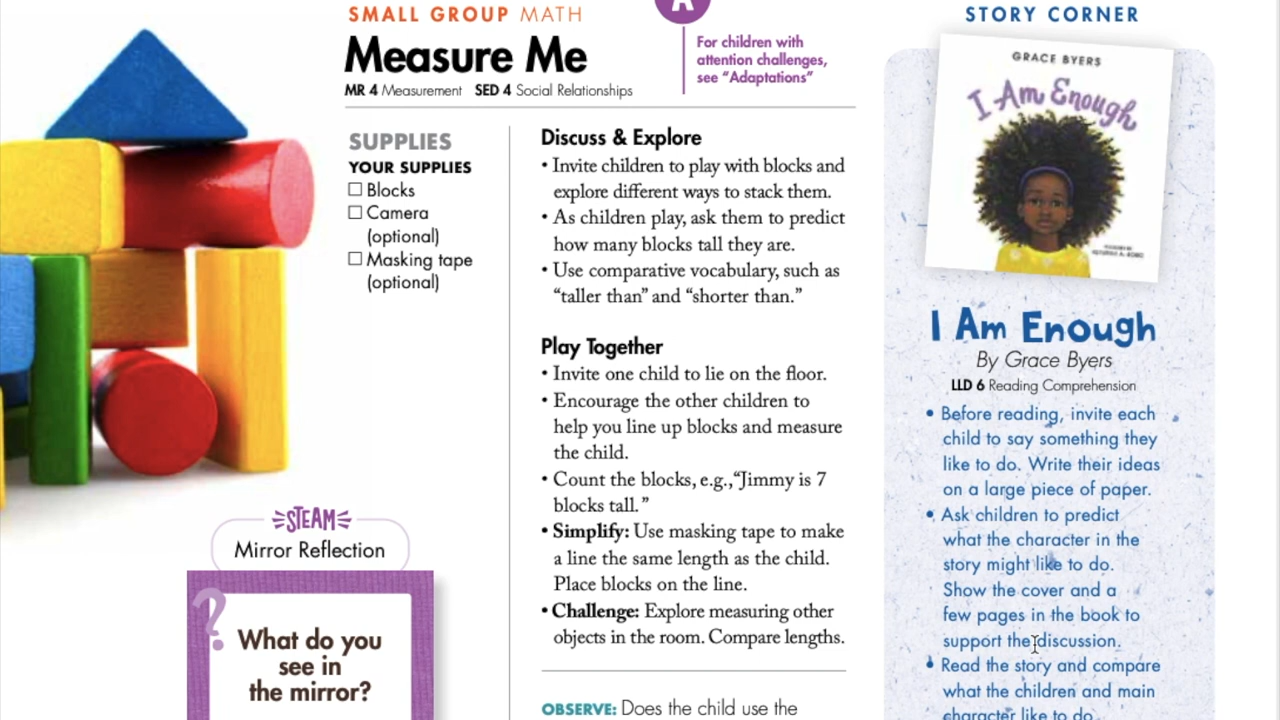 SMALL GROUP MATH
Measure Me
MR 4 Measurement SED 4 Social Relationships
A
For children with
attention challenges,
see “Adaptations”
SUPPLIES
YOUR SUPPLIES
☐ Blocks
☐ Camera
(optional)
☐ Masking tape
(optional)
Discuss & Explore
• Invite children to play with blocks and
explore different ways to stack them.
• As children play, ask them to predict
how many blocks tall they are.
• Use comparative vocabulary, such as
“taller than” and “shorter than.”
Play Together
• Invite one child to lie on the floor.
• Encourage the other children to
help you line up blocks and measure
the child.
• Count the blocks, e.g.,“Jimmy is 7
blocks tall.”
• Simplify: Use masking tape to make
a line the same length as the child.
Place blocks on the line.
• Challenge: Explore measuring other
objects in the room. Compare lengths.
OBSERVE: Does the child use the
STEAM
Mirror Reflection
?
What do you
see in
the mirror?
STORY CORNER
GRACE BYERS
I Am Enough
I Am Enough
By Grace Byers
LLD 6 Reading Comprehension
• Before reading, invite each
child to say something they
like to do. Write their ideas
on a large piece of paper.
• Ask children to predict
what the character in the
story might like to do.
Show the cover and a
few pages in the book to
support the discussion.
• Read the story and compare
what the children and main
character like to do.